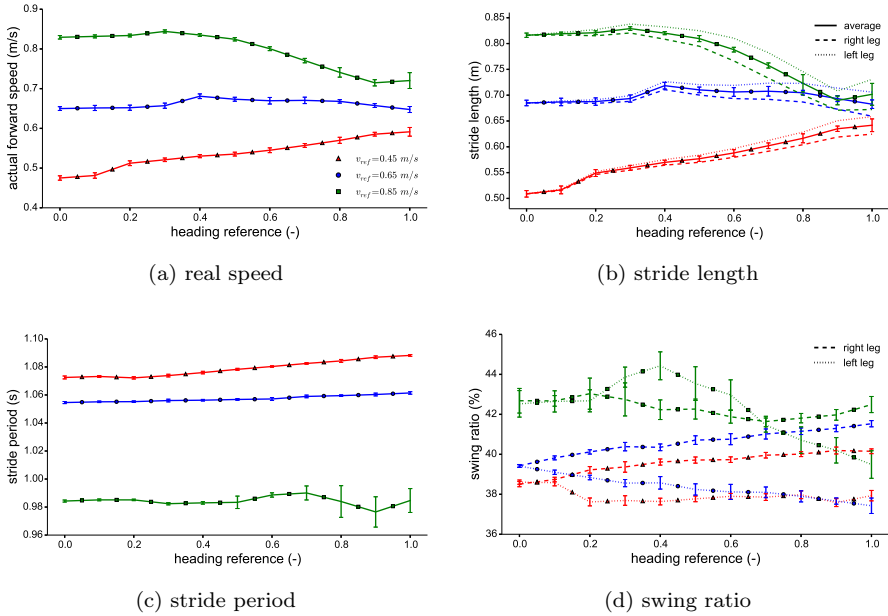 0.9
0.8
0.7
0.6
0.5
0.4
actual forward speed (m/s)
v_ref=0.45 m/s
v_ref=0.65 m/s
v_ref=0.85 m/s
0.0 0.2 0.4 0.6 0.8 1.0
heading reference (-)
(a) real speed
0.85
0.80
0.75
0.70
0.65
0.60
0.55
0.50
stride length (m)
average
right leg
left leg
0.0 0.2 0.4 0.6 0.8 1.0
heading reference (-)
(b) stride length
1.10
1.08
1.06
1.04
1.02
1.00
0.98
0.96
stride period (s)
0.0 0.2 0.4 0.6 0.8 1.0
heading reference (-)
(c) stride period
46
44
42
40
38
36
swing ratio (%)
right leg
left leg
0.0 0.2 0.4 0.6 0.8 1.0
heading reference (-)
(d) swing ratio